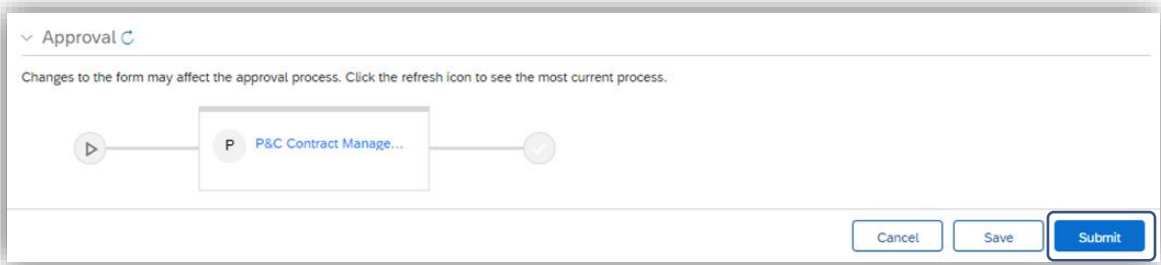 Approval
Changes to the form may affect the approval process. Click the refresh icon to see the most current process.
P P&C Contract Manage...
Cancel Save Submit